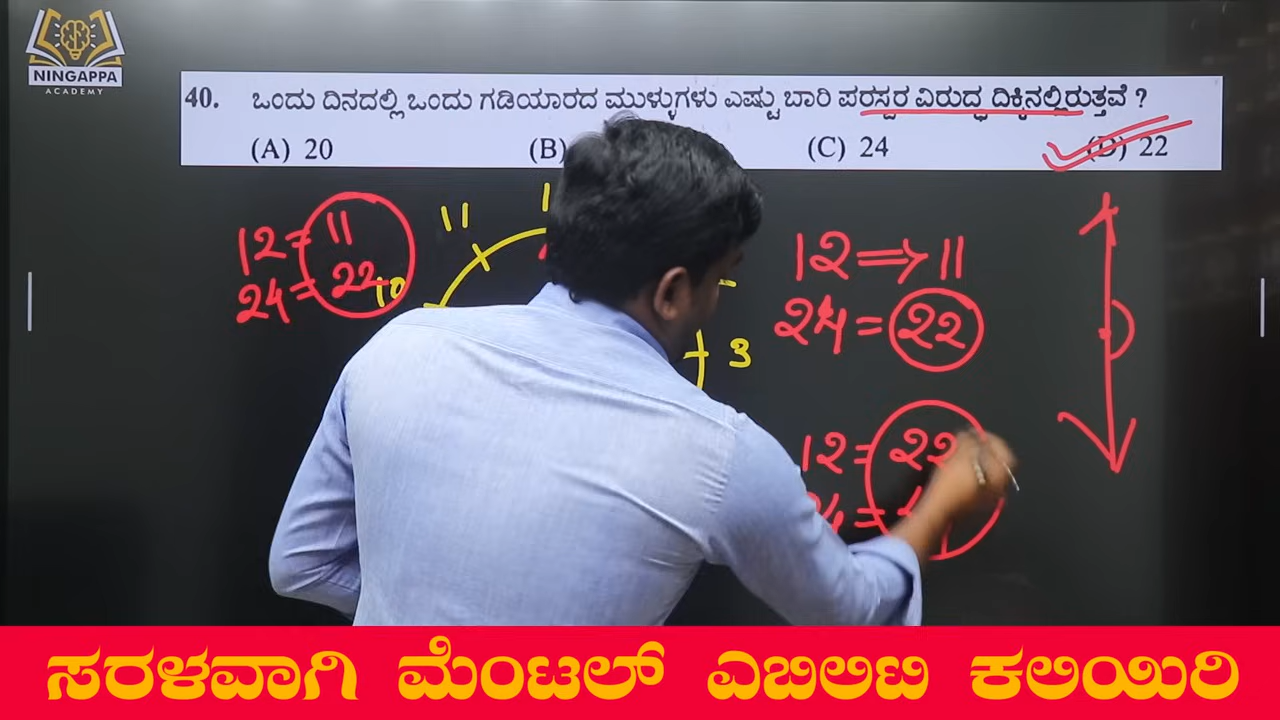 NINGAPPA
ACADEMY
40. ಒಂದು ದಿನದಲ್ಲಿ ಒಂದು ಗಡಿಯಾರದ ಮುಳ್ಳುಗಳು ಎಷ್ಟು ಬಾರಿ ಪರಸ್ಪರ ವಿರುದ್ಧ ದಿಕ್ಕಿನಲ್ಲಿರುತ್ತವೆ ?
(A) 20 (B) (C) 24 (D) 22
12 = 11
24 = 22
11
10
3
12 ⇒ 11
24 = 22
12 = 22
ಸರಳವಾಗಿ ಮೆಂಟಲ್ ಎಬಿಲಿಟಿ ಕಲಿಯಿರಿ